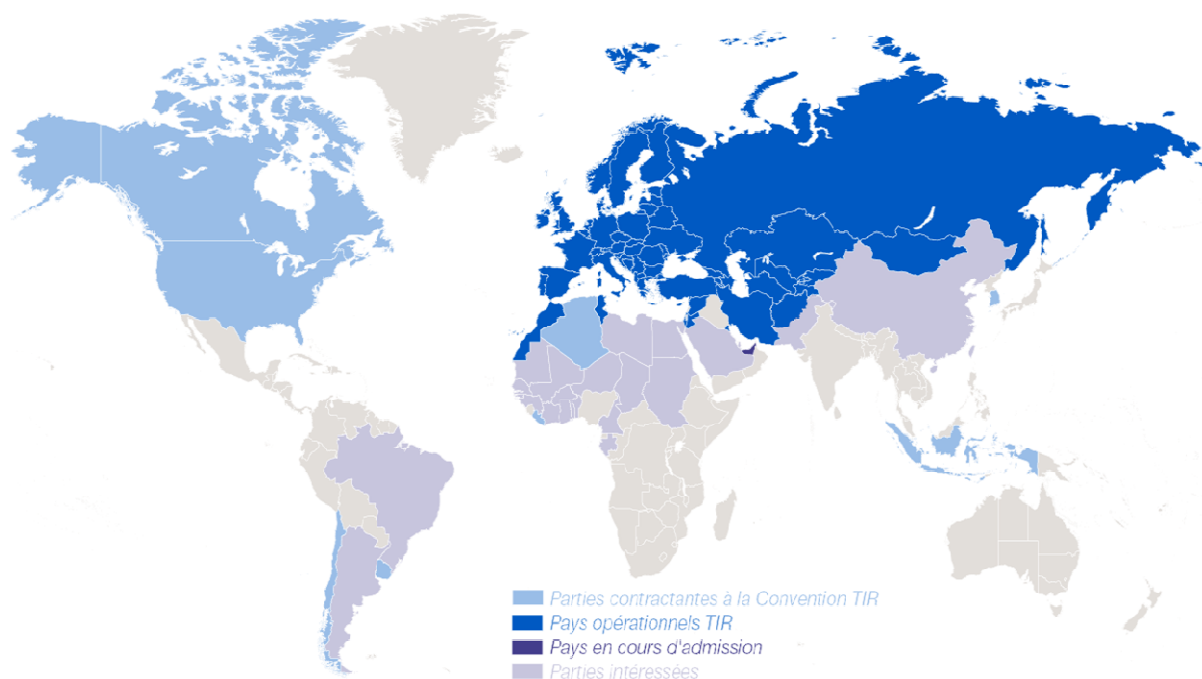 Parties contractantes à la Convention TIR
Pays opérationnels TIR
Pays en cours d'admission
Parties intéressées